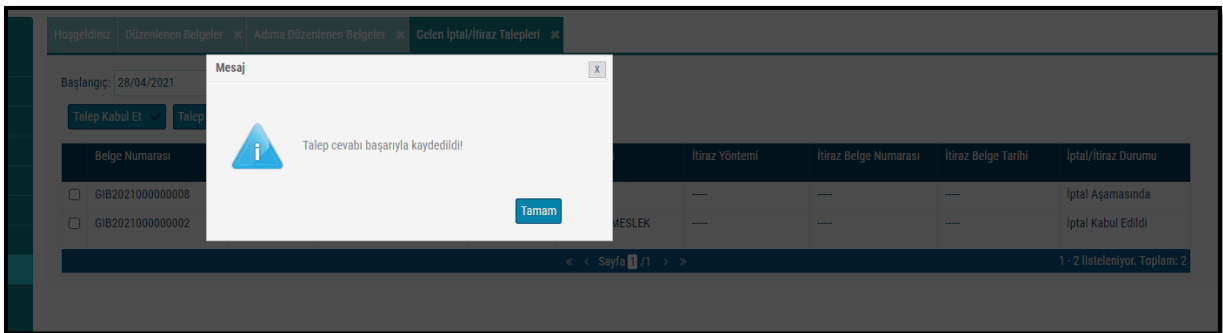 Hoşgeldiniz Düzenlenen Belgeler × Adıma Düzenlenen Belgeler × Gelen İptal/İtiraz Talepleri ×
Mesaj X
Başlangıç: 28/04/2021
Talep Kabul Et Talep
Talep cevabı başarıyla kaydedildi!
Belge Numarası İtiraz Yöntemi İtiraz Belge Numarası İtiraz Belge Tarihi İptal/İtiraz Durumu
GIB2021000000008 ----- ----- ----- İptal Aşamasında
Tamam
GIB2021000000002 MESLEK ----- ----- ----- İptal Kabul Edildi
« < Sayfa 1 /1 > » 1 - 2 listeleniyor. Toplam: 2